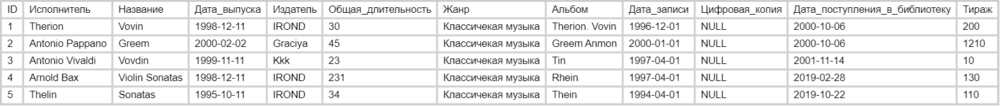 ID Исполнитель Название Дата_выпуска Издатель Общая_длительность Жанр Альбом Дата_записи Цифровая_копия Дата_поступления_в_библиотеку Тираж
1 Therion Vovin 1998-12-11 IROND 30 Классичекая музыка Therion. Vovin 1996-12-01 NULL 2000-10-06 200
2 Antonio Pappano Greem 2000-02-02 Graciya 45 Классичекая музыка Greem Anmon 2000-01-01 NULL 2000-10-06 1210
3 Antonio Vivaldi Vovdin 1999-11-11 Kkk 23 Классичекая музыка Tin 1997-04-01 NULL 2001-11-14 10
4 Arnold Bax Violin Sonatas 1998-12-11 IROND 231 Классичекая музыка Rhein 1997-04-01 NULL 2019-02-28 130
5 Thelin Sonatas 1995-10-11 IROND 34 Классичекая музыка Thein 1994-04-01 NULL 2019-10-22 110